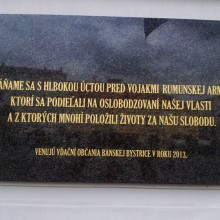 ÁŇAME SA S HLBOKOU ÚCTOU PRED VOJAKMI RUMUNSKEJ ARM
KTORÍ SA PODIEĽALI NA OSLOBODZOVANÍ NAŠEJ VLASTI
A Z KTORÝCH MNOHÍ POLOŽILI ŽIVOTY ZA NAŠU SLOBODU.
VENUJÚ VĎAČNÍ OBČANIA BANSKEJ BYSTRICE V ROKU 2013.